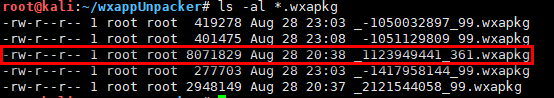 root@kali:~/wxappUnpacker# ls -al *.wxapkg
-rw-r--r-- 1 root root  419278 Aug 28 23:03 _-1050032897_99.wxapkg
-rw-r--r-- 1 root root  401475 Aug 28 23:08 _-1051129809_99.wxapkg
-rw-r--r-- 1 root root 8071829 Aug 28 20:38 _1123949441_361.wxapkg
-rw-r--r-- 1 root root  277703 Aug 28 23:03 _-1417958144_99.wxapkg
-rw-r--r-- 1 root root 2948149 Aug 28 20:37 _2121544058_99.wxapkg